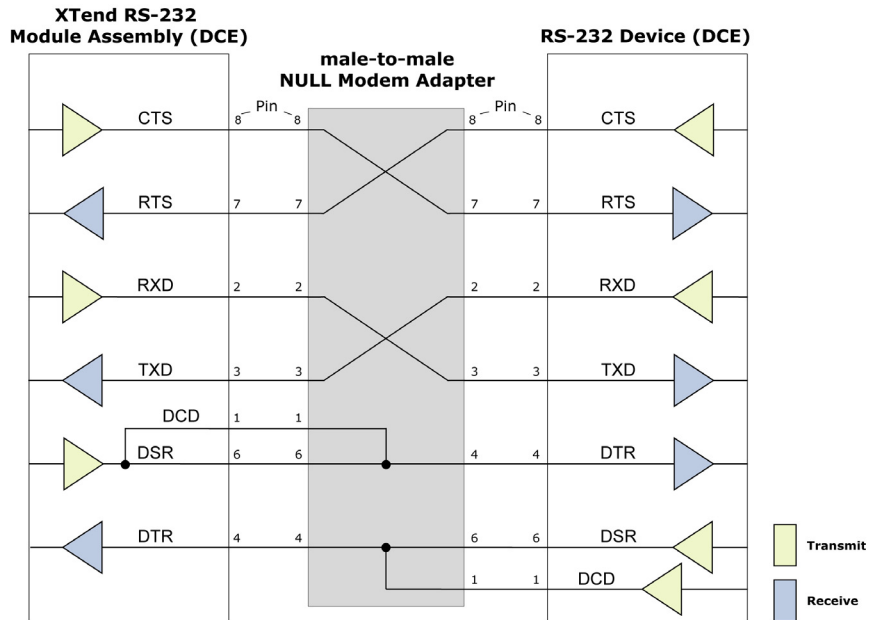 XTend RS-232
Module Assembly (DCE)
male-to-male
NULL Modem Adapter
RS-232 Device (DCE)
CTS 8 Pin 8 8 Pin 8 CTS
RTS 7 7 7 7 RTS
RXD 2 2 2 2 RXD
TXD 3 3 3 3 TXD
DCD 1 1
DSR 6 6 4 4 DTR
DTR 4 4 6 6 DSR
1 1 DCD
Transmit
Receive